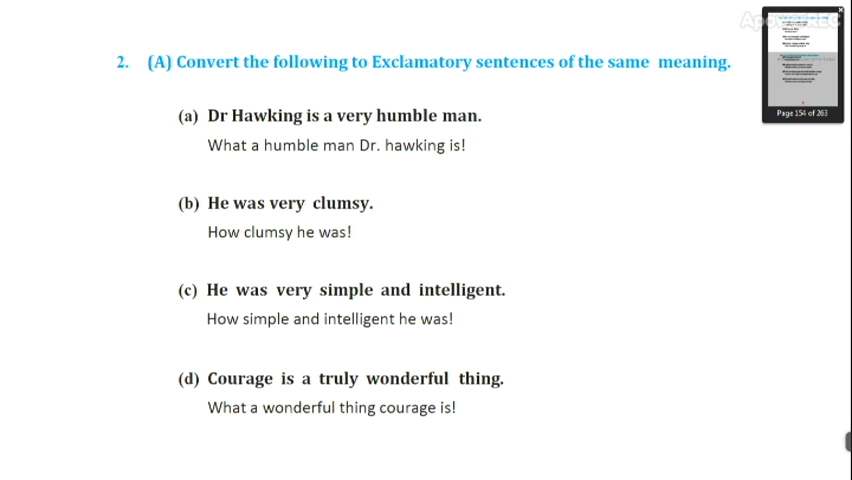 ApowerREC
2. (A) Convert the following to Exclamatory sentences of the same meaning.
(a) Dr Hawking is a very humble man.
What a humble man Dr. hawking is!
(b) He was very clumsy.
How clumsy he was!
(c) He was very simple and intelligent.
How simple and intelligent he was!
(d) Courage is a truly wonderful thing.
What a wonderful thing courage is!
Page 154 of 263